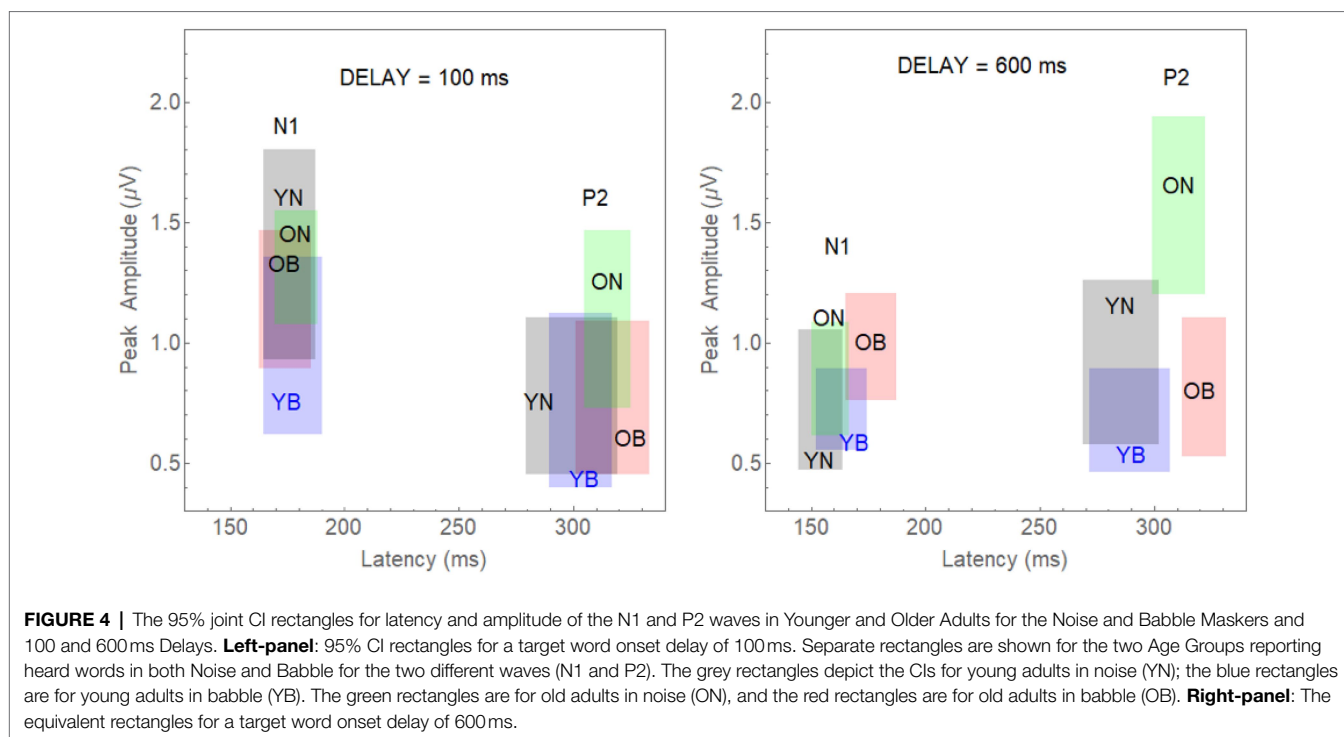 DELAY = 100 ms
N1
YN
ON
OB
YB
P2
ON
YN
OB
YB
2.0
1.5
1.0
0.5
Peak Amplitude (μV)
150 200 250 300
Latency (ms)
DELAY = 600 ms
P2
ON
N1
ON
OB
YB
YN
YN
OB
YB
2.0
1.5
1.0
0.5
Peak Amplitude (μV)
150 200 250 300
Latency (ms)
FIGURE 4 | The 95% joint CI rectangles for latency and amplitude of the N1 and P2 waves in Younger and Older Adults for the Noise and Babble Maskers and
100 and 600 ms Delays. Left-panel: 95% CI rectangles for a target word onset delay of 100 ms. Separate rectangles are shown for the two Age Groups reporting
heard words in both Noise and Babble for the two different waves (N1 and P2). The grey rectangles depict the CIs for young adults in noise (YN); the blue rectangles
are for young adults in babble (YB). The green rectangles are for old adults in noise (ON), and the red rectangles are for old adults in babble (OB). Right-panel: The
equivalent rectangles for a target word onset delay of 600 ms.